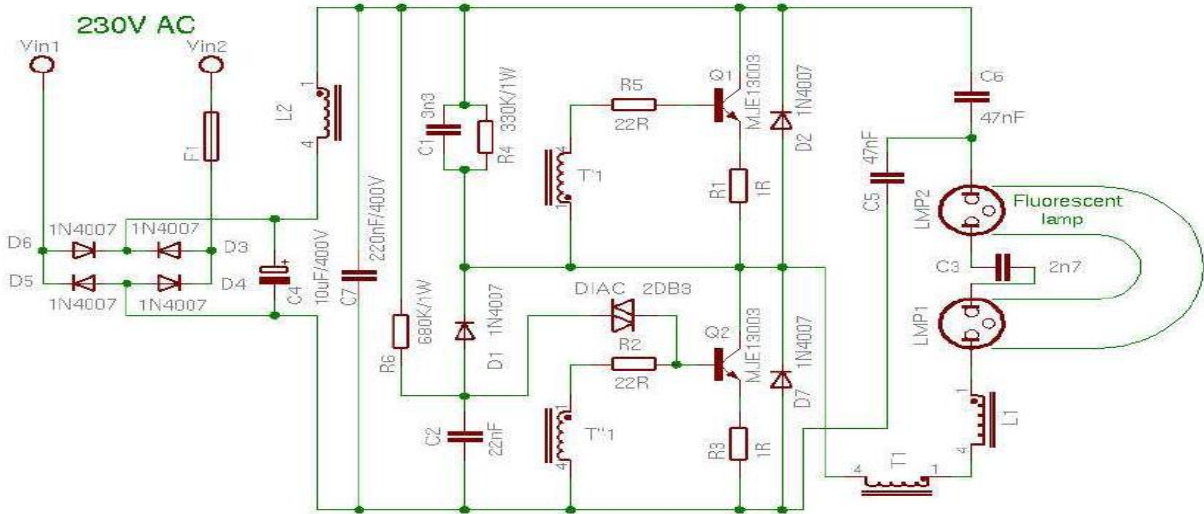 230V AC
Vin1
Vin2
F1
L2
1
4
D6
1N4007
1N4007
D3
D5
1N4007
1N4007
D4
C4
10uF/400V
+
C7
220nF/400V
R6
680K/1W
C1
3n3
R4
330K/1W
D1
1N4007
C2
22nF
R5
22R
T'1
4
1
Q1
MJE13003
R1
1R
D2
1N4007
DIAC 2DB3
R2
22R
T''1
1
4
Q2
MJE13003
R3
1R
D7
1N4007
C5
47nF
C6
47nF
LMP2
Fluorescent
lamp
C3
2n7
LMP1
1
L1
4
T1
4
1